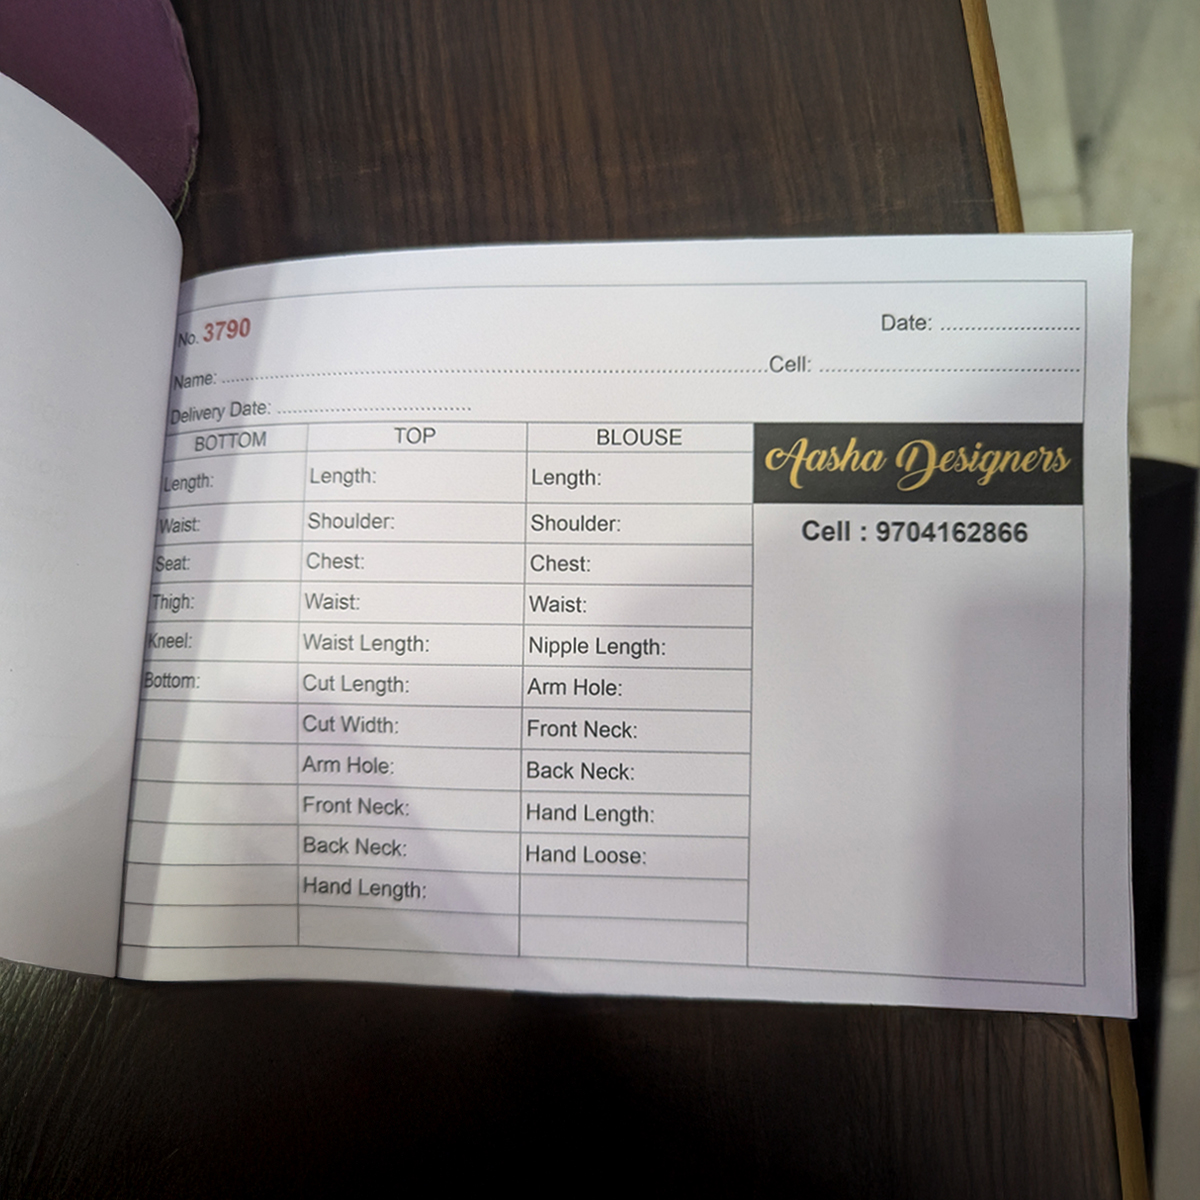 No. 3790
Date: ........................
Name: ................................................................................Cell: .............................................
Delivery Date: ..................................
BOTTOM
Length:
Waist:
Seat:
Thigh:
Kneel:
Bottom:
TOP
Length:
Shoulder:
Chest:
Waist:
Waist Length:
Cut Length:
Cut Width:
Arm Hole:
Front Neck:
Back Neck:
Hand Length:
BLOUSE
Length:
Shoulder:
Chest:
Waist:
Nipple Length:
Arm Hole:
Front Neck:
Back Neck:
Hand Length:
Hand Loose:
Aasha Designers
Cell : 9704162866